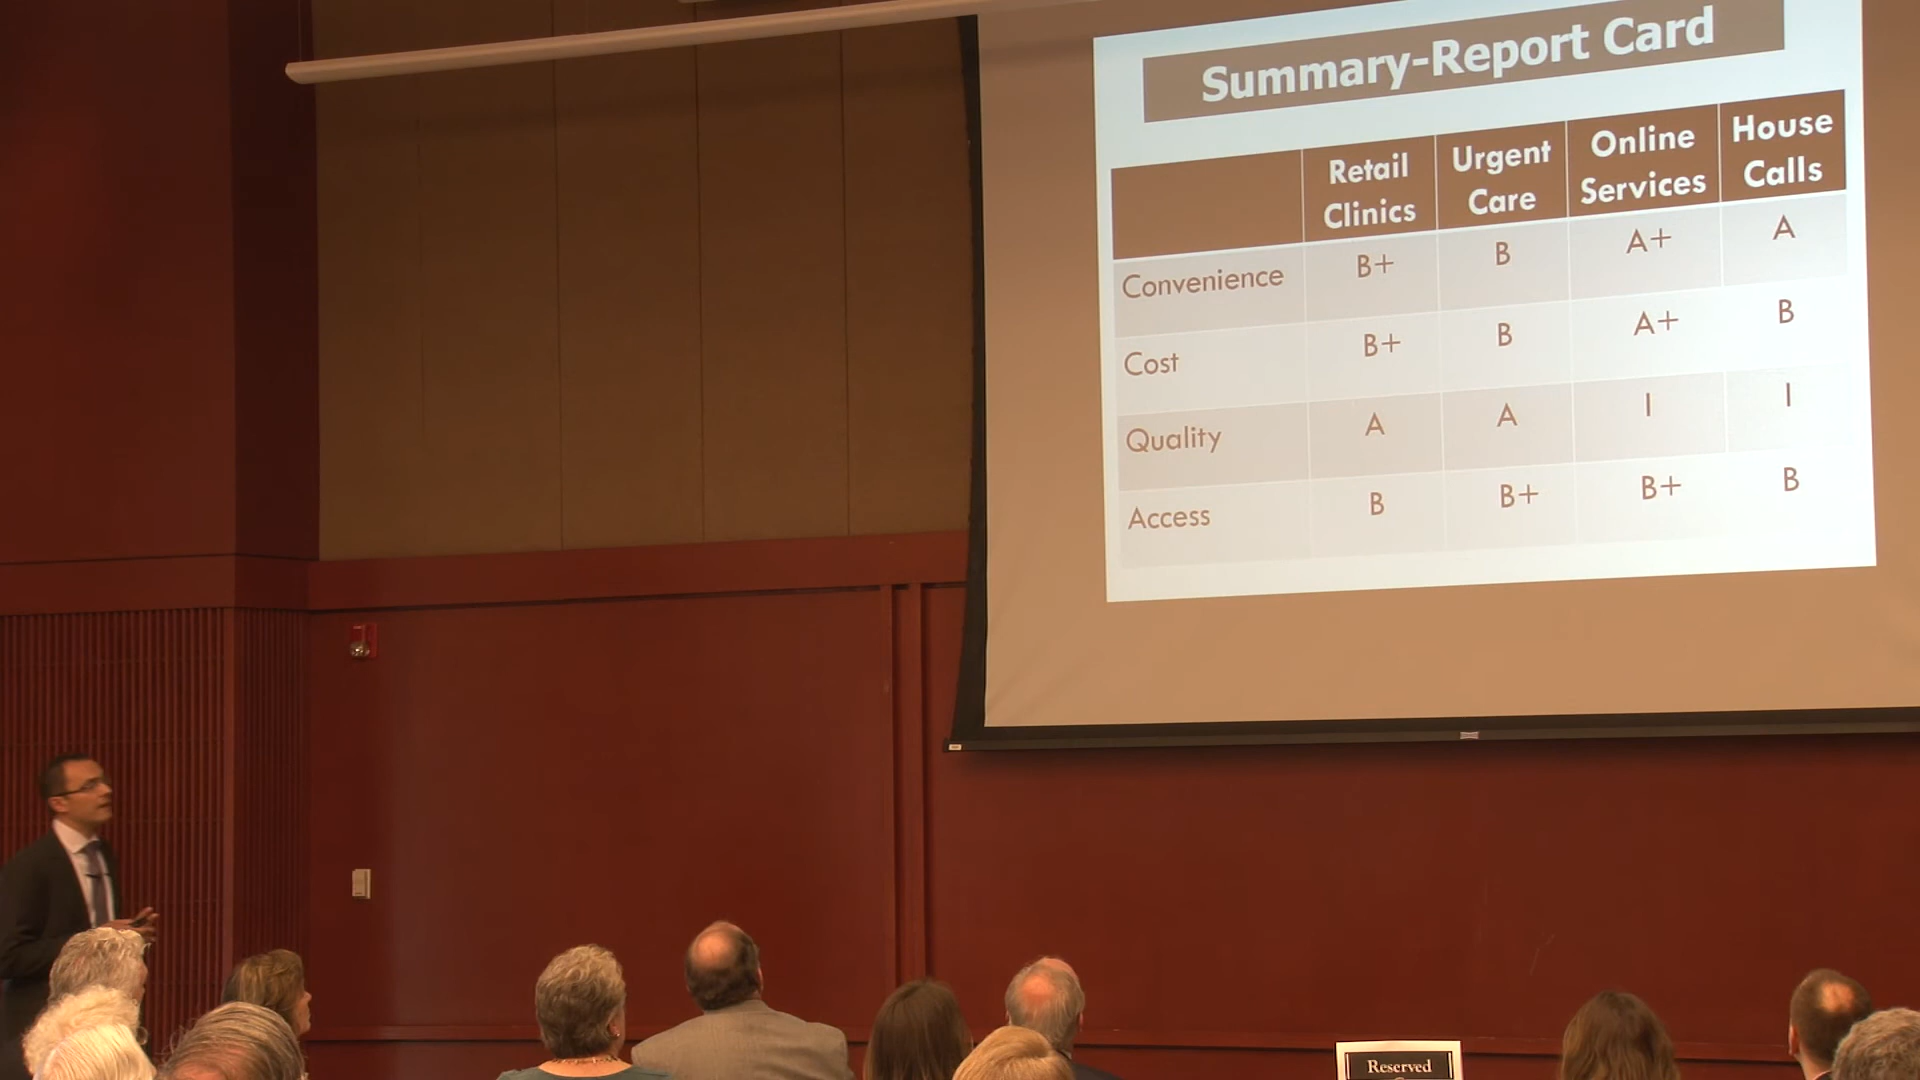 Summary-Report Card
Retail Clinics Urgent Care Online Services House Calls
Convenience B+ B A+ A
Cost B+ B A+ B
Quality A A I I
Access B B+ B+ B
Reserved